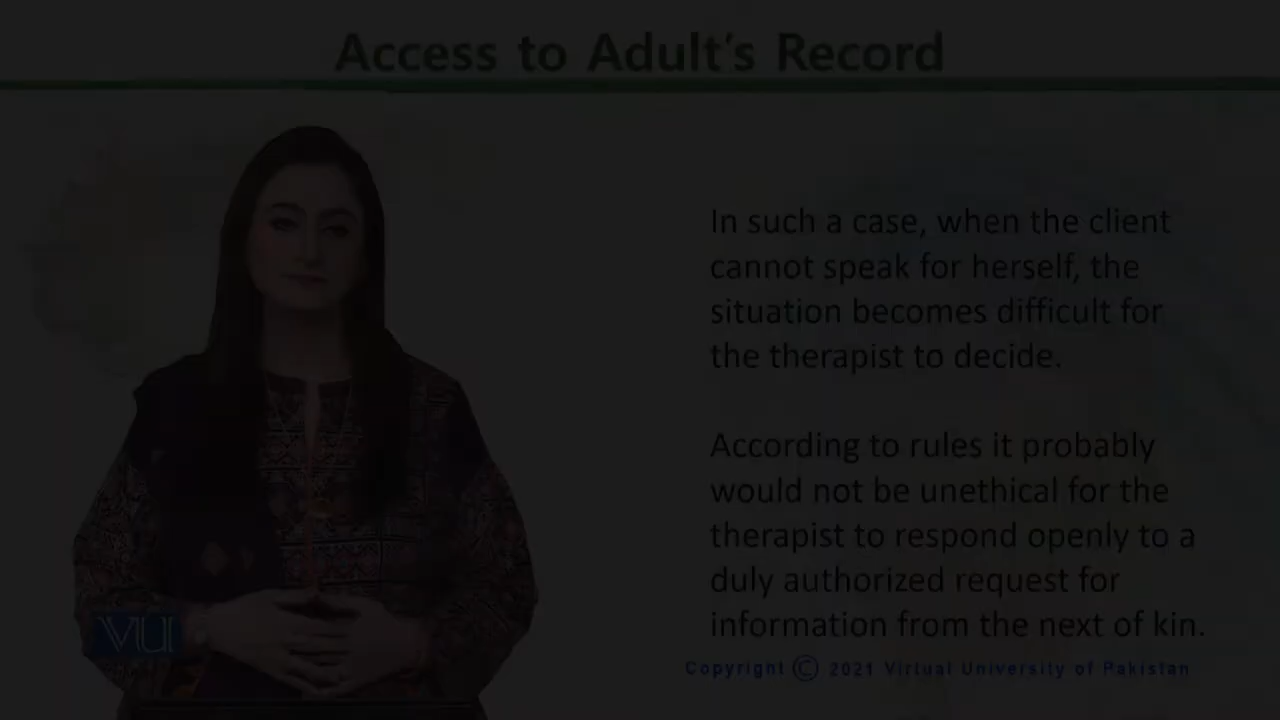 Access to Adult's Record
In such a case, when the client
cannot speak for herself, the
situation becomes difficult for
the therapist to decide.
According to rules it probably
would not be unethical for the
therapist to respond openly to a
duly authorized request for
information from the next of kin.
VU
Copyright © 2021 Virtual University of Pakistan